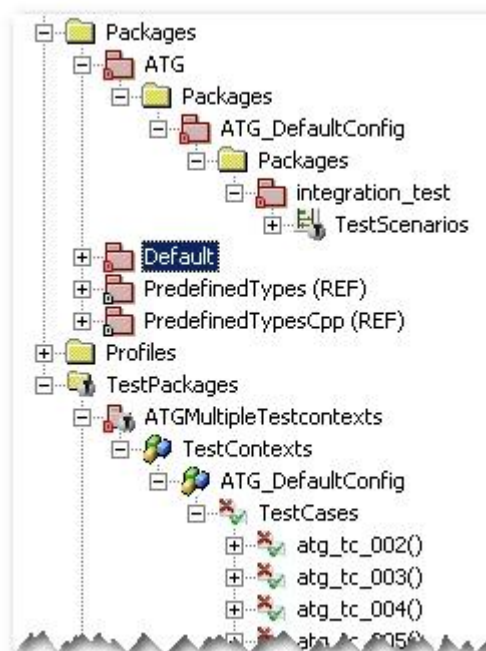 Packages
ATG
Packages
ATG_DefaultConfig
Packages
integration_test
TestScenarios
Default
PredefinedTypes (REF)
PredefinedTypesCpp (REF)
Profiles
TestPackages
ATGMultipleTestcontexts
TestContexts
ATG_DefaultConfig
TestCases
atg_tc_002()
atg_tc_003()
atg_tc_004()
atg_tc_005()